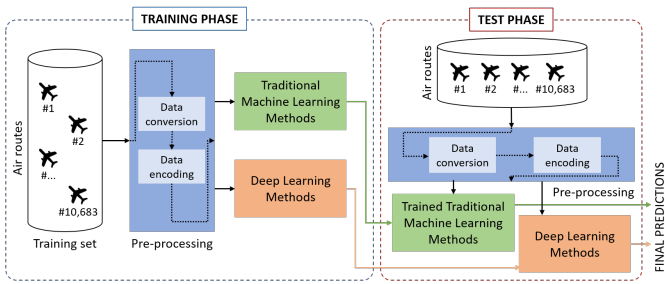 TRAINING PHASE
Air routes
#1
#2
#...
#10,683
Training set
Data
conversion
Data
encoding
Pre-processing
Traditional
Machine Learning
Methods
Deep Learning
Methods
TEST PHASE
Air routes
#1
#2
#...
#10,683
Data
conversion
Data
encoding
Pre-processing
Trained Traditional
Machine Learning
Methods
Deep Learning
Methods
FINAL PREDICTIONS